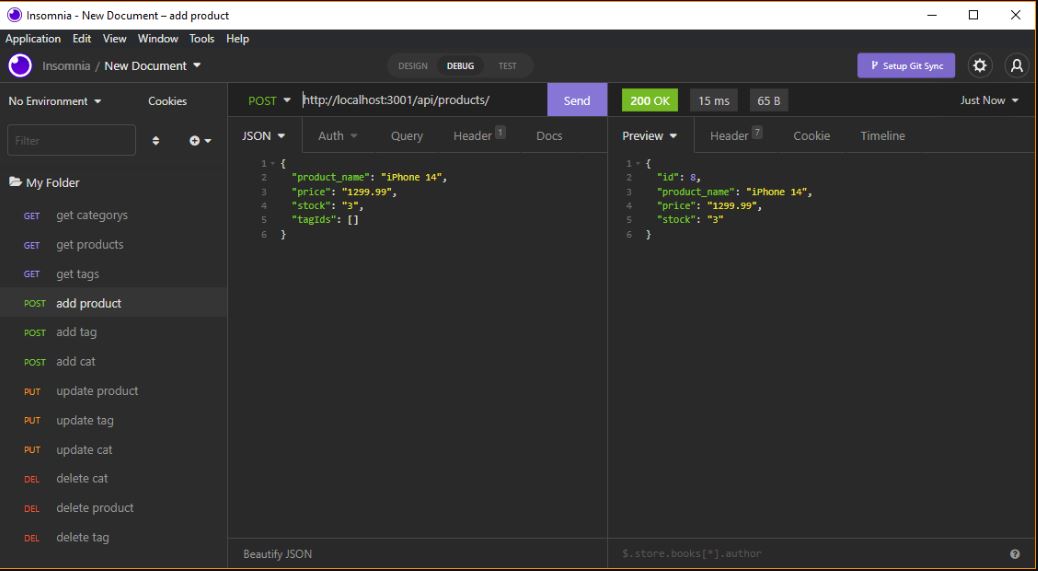 Insomnia - New Document – add product
Application Edit View Window Tools Help
Insomnia / New Document
DESIGN DEBUG TEST
Setup Git Sync
No Environment Cookies
POST http://localhost:3001/api/products/ Send
200 OK 15 ms 65 B Just Now
Filter
JSON Auth Query Header 1 Docs
Preview Header 7 Cookie Timeline
My Folder
GET get categorys
GET get products
GET get tags
POST add product
POST add tag
POST add cat
PUT update product
PUT update tag
PUT update cat
DEL delete cat
DEL delete product
DEL delete tag
1 {
2 "product_name": "iPhone 14",
3 "price": "1299.99",
4 "stock": "3",
5 "tagIds": []
6 }
1 {
2 "id": 8,
3 "product_name": "iPhone 14",
4 "price": "1299.99",
5 "stock": "3"
6 }
Beautify JSON
$.store.books[*].author